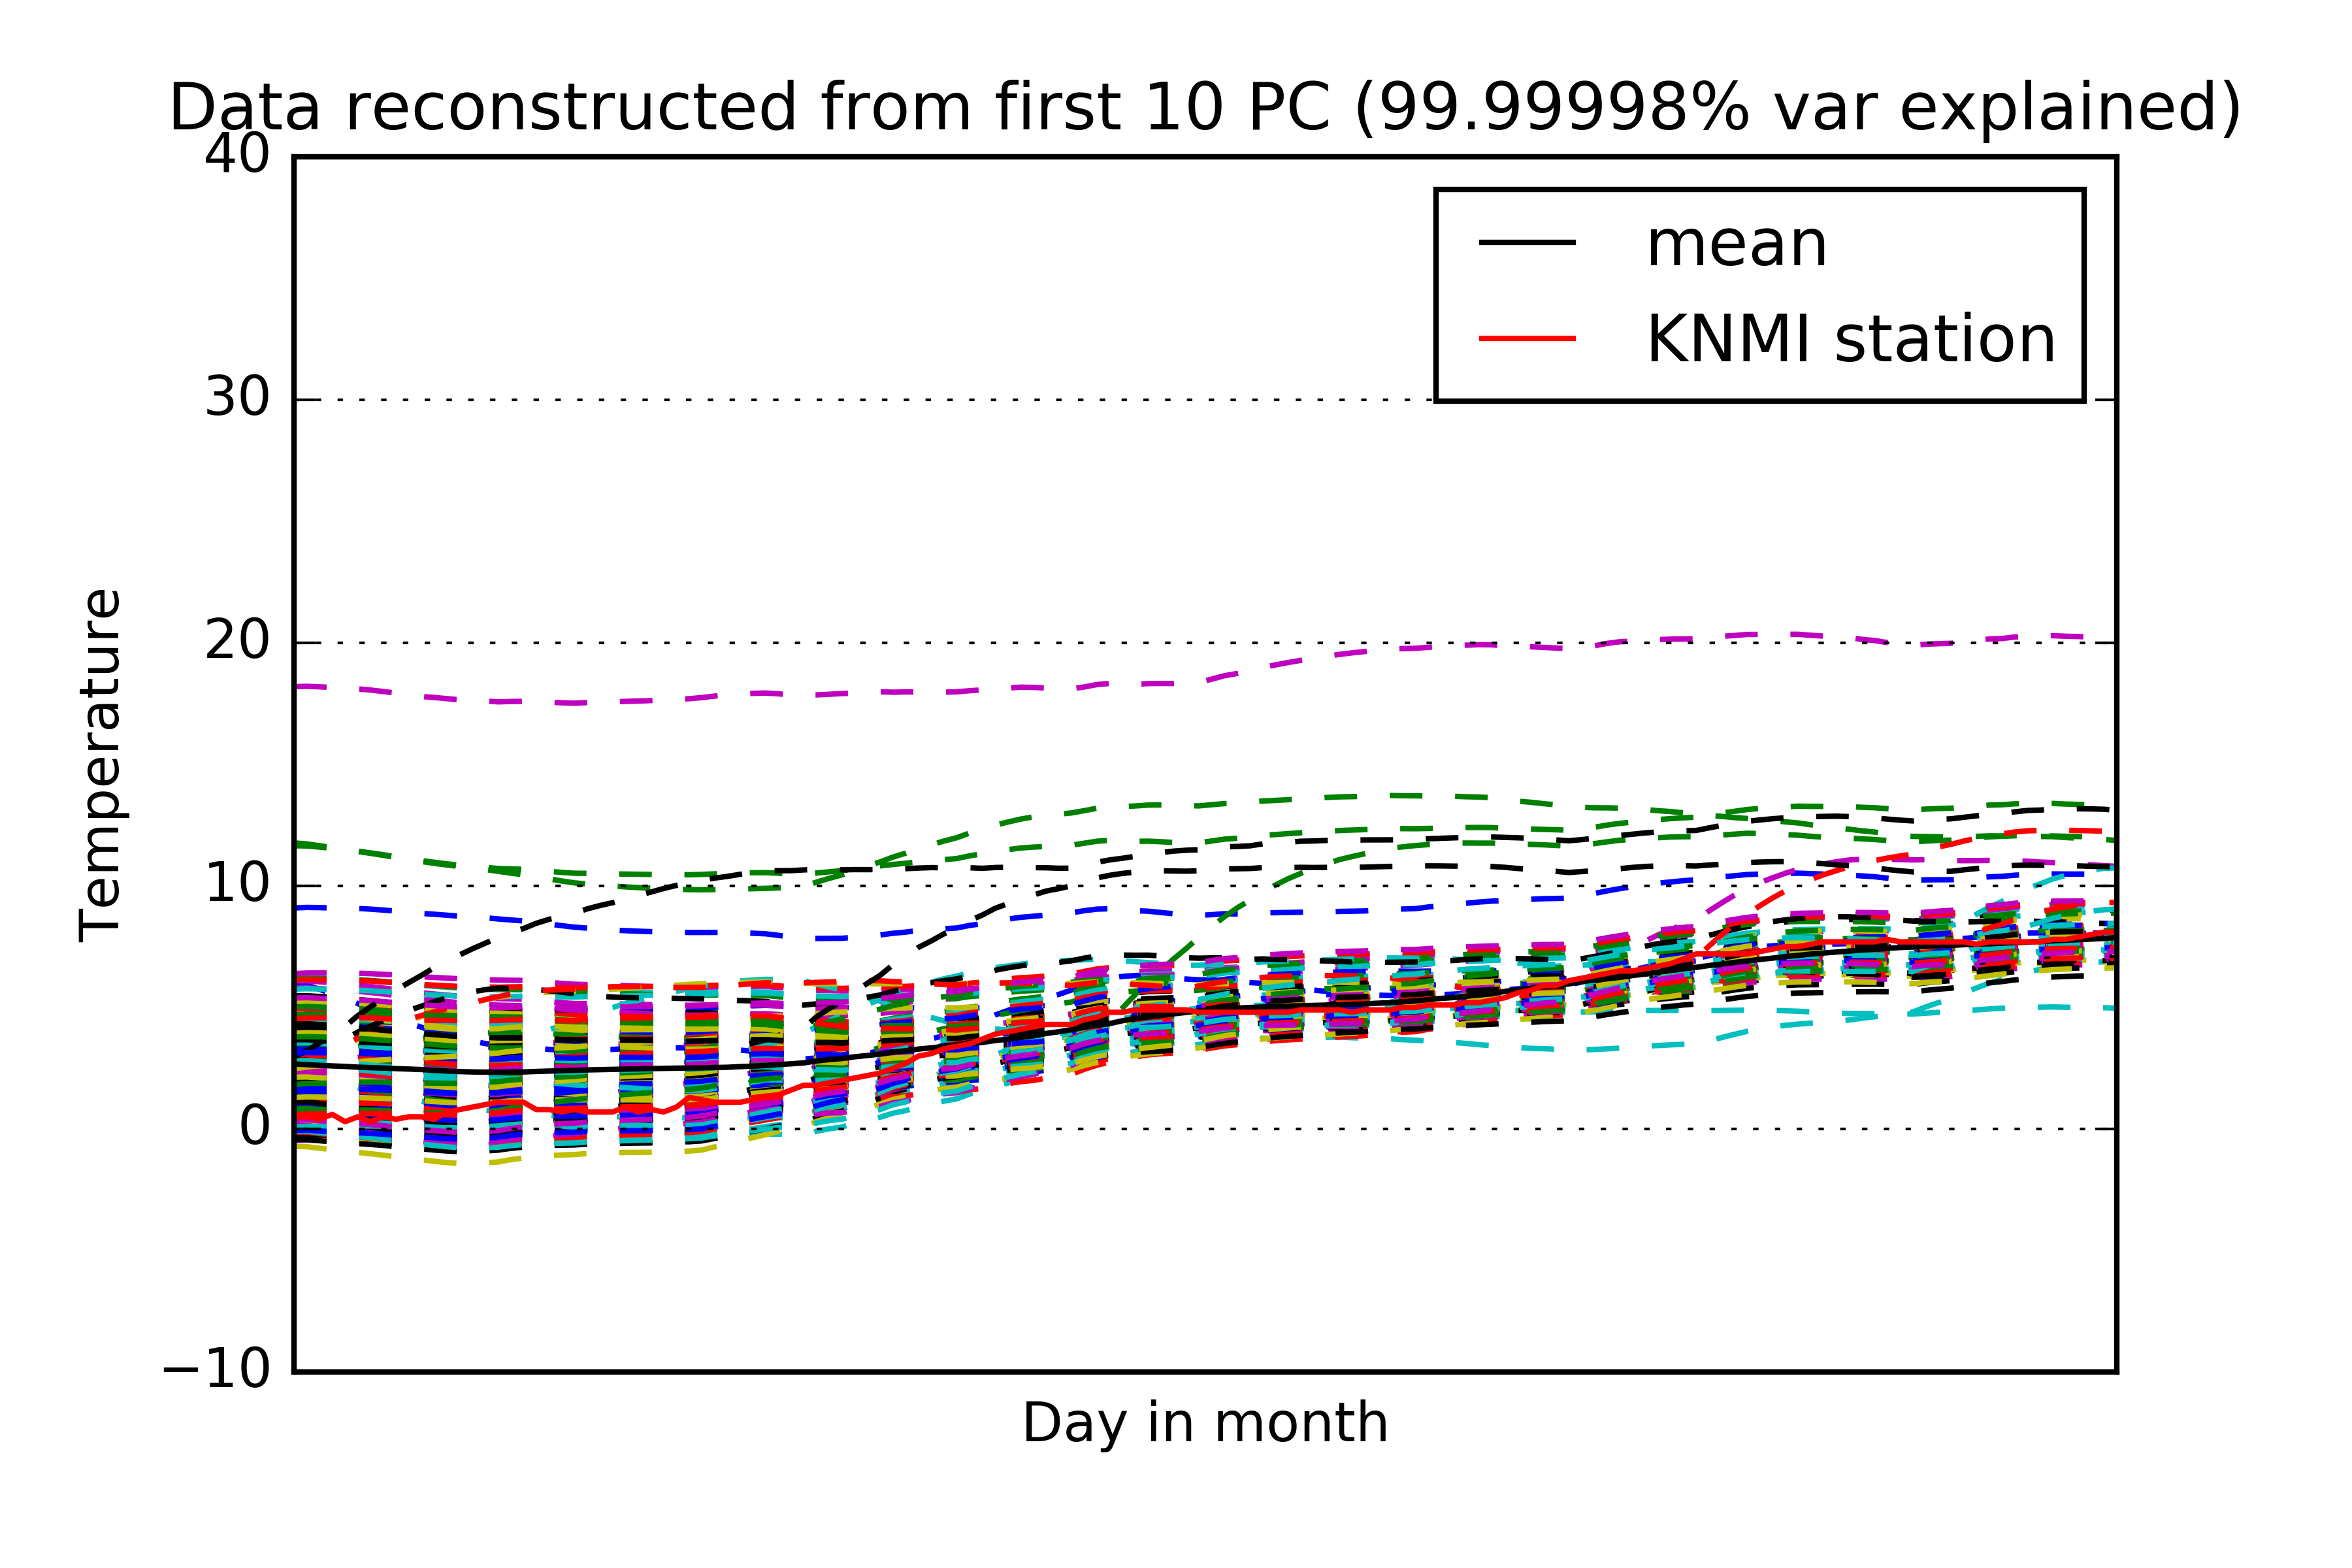 Data reconstructed from first 10 PC (99.99998% var explained)
40
30
20
10
0
−10
Temperature
Day in month
mean
KNMI station